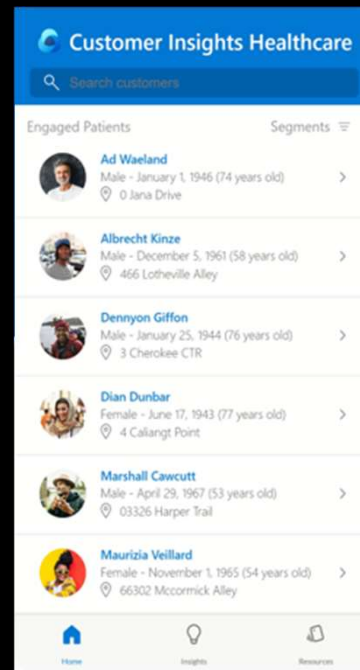 Customer Insights Healthcare
Search customers
Engaged Patients Segments
Ad Waeland
Male - January 1, 1946 (74 years old)
0 Jana Drive
Albrecht Kinze
Male - December 5, 1961 (58 years old)
466 Lotheville Alley
Dennyon Giffon
Male - January 25, 1944 (76 years old)
3 Cherokee CTR
Dian Dunbar
Female - June 17, 1943 (77 years old)
4 Caliangt Point
Marshall Cawcutt
Male - April 29, 1967 (53 years old)
03326 Harper Trail
Maurizia Veillard
Female - November 1, 1965 (54 years old)
66302 Mccormick Alley
Home Insights Resources